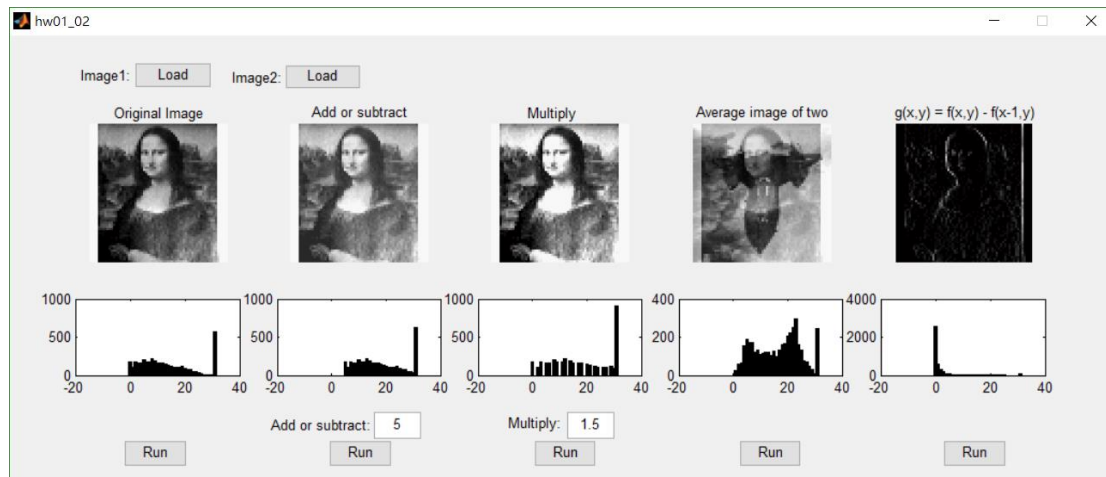 hw01_02
Image1: Load Image2: Load
Original Image Add or subtract Multiply Average image of two g(x,y) = f(x,y) - f(x-1,y)
1000 1000 1000 400 4000
500 500 500 200 2000
0 0 0 0 0
-20 0 20 40 -20 0 20 40 -20 0 20 40 -20 0 20 40 -20 0 20 40
Add or subtract: 5 Multiply: 1.5
Run Run Run Run Run